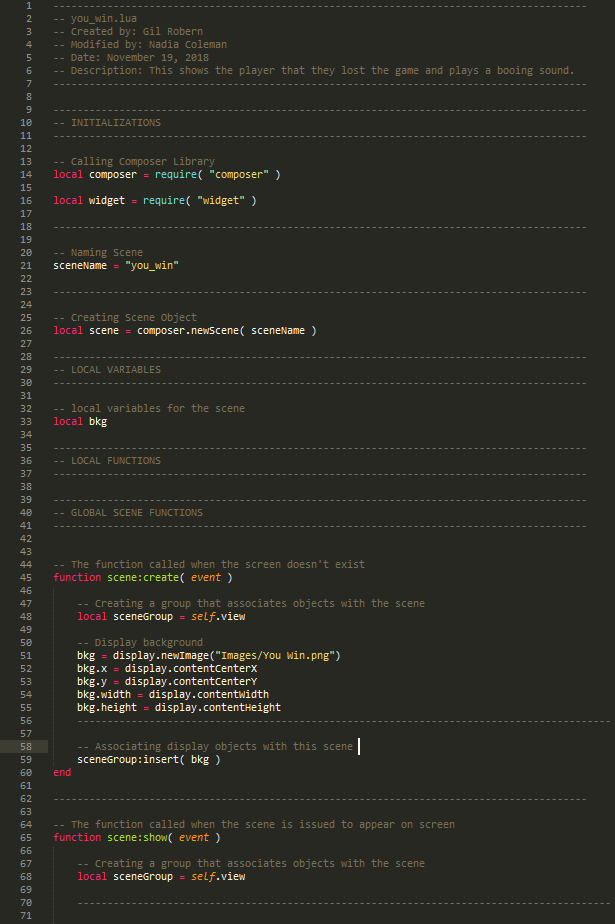 1 -----------------------------------------------------------------------------------------
2 -- you_win.lua
3 -- Created by: Gil Robern
4 -- Modified by: Nadia Coleman
5 -- Date: November 19, 2018
6 -- Description: This shows the player that they lost the game and plays a booing sound.
7 -----------------------------------------------------------------------------------------
8
9 -----------------------------------------------------------------------------------------
10 -- INITIALIZATIONS
11 -----------------------------------------------------------------------------------------
12
13 -- Calling Composer Library
14 local composer = require( "composer" )
15
16 local widget = require( "widget" )
17
18 -----------------------------------------------------------------------------------------
19
20 -- Naming Scene
21 sceneName = "you_win"
22
23 -----------------------------------------------------------------------------------------
24
25 -- Creating Scene Object
26 local scene = composer.newScene( sceneName )
27
28 -----------------------------------------------------------------------------------------
29 -- LOCAL VARIABLES
30 -----------------------------------------------------------------------------------------
31
32 -- local variables for the scene
33 local bkg
34
35 -----------------------------------------------------------------------------------------
36 -- LOCAL FUNCTIONS
37 -----------------------------------------------------------------------------------------
38
39 -----------------------------------------------------------------------------------------
40 -- GLOBAL SCENE FUNCTIONS
41 -----------------------------------------------------------------------------------------
42
43
44 -- The function called when the screen doesn't exist
45 function scene:create( event )
46
47 -- Creating a group that associates objects with the scene
48 local sceneGroup = self.view
49
50 -- Display background
51 bkg = display.newImage("Images/You Win.png")
52 bkg.x = display.contentCenterX
53 bkg.y = display.contentCenterY
54 bkg.width = display.contentWidth
55 bkg.height = display.contentHeight
56 -----------------------------------------------------------------------------------------
57
58 -- Associating display objects with this scene
59 sceneGroup:insert( bkg )
60 end
61
62 -----------------------------------------------------------------------------------------
63
64 -- The function called when the scene is issued to appear on screen
65 function scene:show( event )
66
67 -- Creating a group that associates objects with the scene
68 local sceneGroup = self.view
69
70 -----------------------------------------------------------------------------------------
71